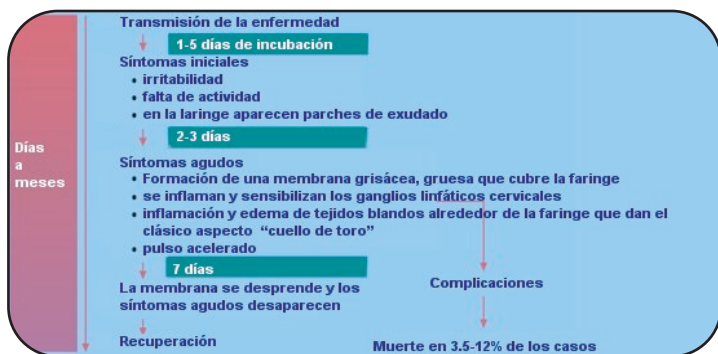 Transmisión de la enfermedad
1-5 días de incubación
Síntomas iniciales
• irritabilidad
• falta de actividad
• en la laringe aparecen parches de exudado
2-3 días
Días
a
meses
Síntomas agudos
• Formación de una membrana grisácea, gruesa que cubre la faringe
• se inflaman y sensibilizan los ganglios linfáticos cervicales
• inflamación y edema de tejidos blandos alrededor de la faringe que dan el
clásico aspecto “cuello de toro”
• pulso acelerado
7 días
La membrana se desprende y los
síntomas agudos desaparecen
Complicaciones
Recuperación
Muerte en 3.5-12% de los casos